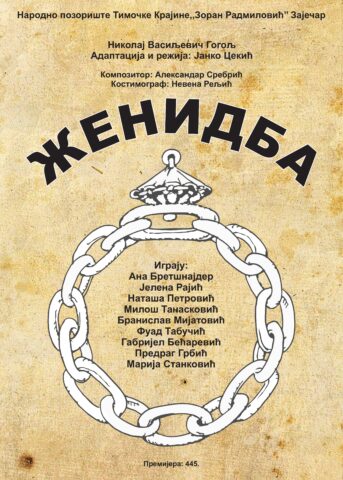 Народно позориште Тимочке Крајине,,Зоран Радмиловић" Зајечар
Николај Васиљевич Гогољ
Адаптација и режија: Јанко Цекић
Композитор: Александар Сребрић
Костимограф: Невена Рељић
ЖЕНИДБА
Играју:
Ана Бретшнајдер
Јелена Рајић
Наташа Петровић
Милош Танасковић
Бранислав Мијатовић
Фуад Табучић
Габријел Бећаревић
Предраг Грбић
Марија Станковић
Премијера: 445.